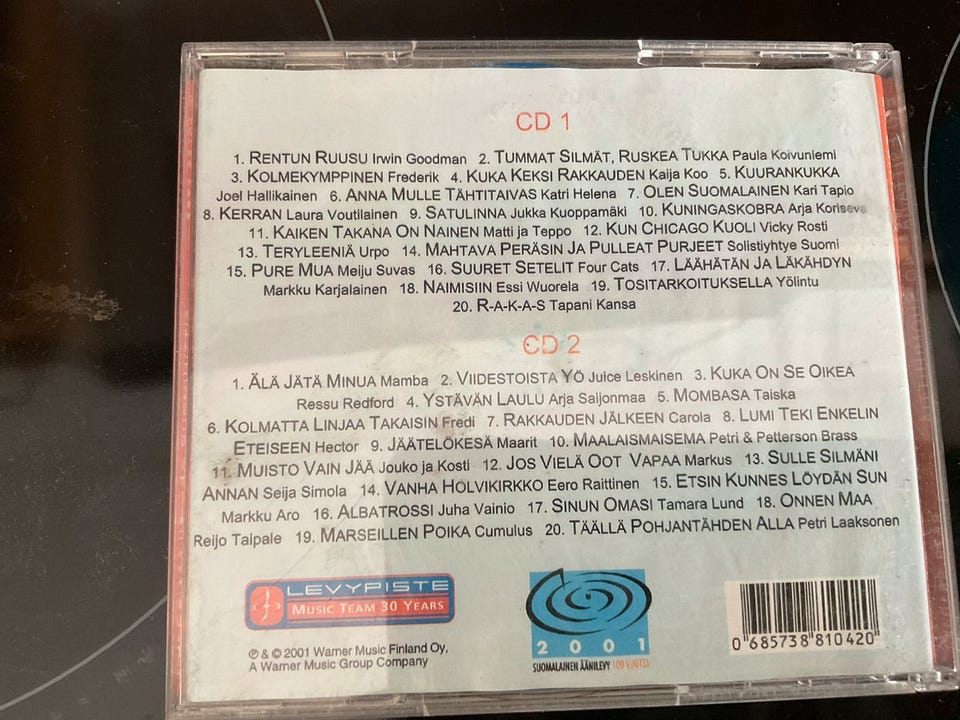 CD 1
1. RENTUN RUUSU Irwin Goodman 2. TUMMAT SILMÄT, RUSKEA TUKKA Paula Koivuniemi
3. KOLMEKYMPPINEN Frederik 4. KUKA KEKSI RAKKAUDEN Kaija Koo 5. KUURANKUKKA
Joel Hallikainen 6. ANNA MULLE TÄHTITAIVAS Katri Helena 7. OLEN SUOMALAINEN Kari Tapio
8. KERRAN Laura Voutilainen 9. SATULINNA Jukka Kuoppamäki 10. KUNINGASKOBRA Arja Koriseva
11. KAIKEN TAKANA ON NAINEN Matti ja Teppo 12. KUN CHICAGO KUOLI Vicky Rosti
13. TERYLEENIÄ Urpo 14. MAHTAVA PERÄSIN JA PULLEAT PURJEET Solistiyhtye Suomi
15. PURE MUA Meiju Suvas 16. SUURET SETELIT Four Cats 17. LÄÄHÄTÄN JA LÄKÄHDYN
Markku Karjalainen 18. NAIMISIIN Essi Wuorela 19. TOSITARKOITUKSELLA Yölintu
20. R-A-K-A-S Tapani Kansa
CD 2
1. ÄLÄ JÄTÄ MINUA Mamba 2. VIIDESTOISTA YÖ Juice Leskinen 3. KUKA ON SE OIKEA
Ressu Redford 4. YSTÄVÄN LAULU Arja Saijonmaa 5. MOMBASA Taiska
6. KOLMATTA LINJAA TAKAISIN Fredi 7. RAKKAUDEN JÄLKEEN Carola 8. LUMI TEKI ENKELIN
ETEISEEN Hector 9. JÄÄTELÖKESÄ Maarit 10. MAALAISMAISEMA Petri & Petterson Brass
11. MUISTO VAIN JÄÄ Jouko ja Kosti 12. JOS VIELÄ OOT VAPAA Markus 13. SULLE SILMÄNI
ANNAN Seija Simola 14. VANHA HOLVIKIRKKO Eero Raittinen 15. ETSIN KUNNES LÖYDÄN SUN
Markku Aro 16. ALBATROSSI Juha Vainio 17. SINUN OMASI Tamara Lund 18. ONNEN MAA
Reijo Taipale 19. MARSEILLEN POIKA Cumulus 20. TÄÄLLÄ POHJANTÄHDEN ALLA Petri Laaksonen
LEVYPISTE
MUSIC TEAM 30 YEARS
℗ & © 2001 Warner Music Finland Oy,
A Warner Music Group Company
2001
SUOMALAINEN ÄÄNILEVY 100 VUOTTA
0 685738 810420